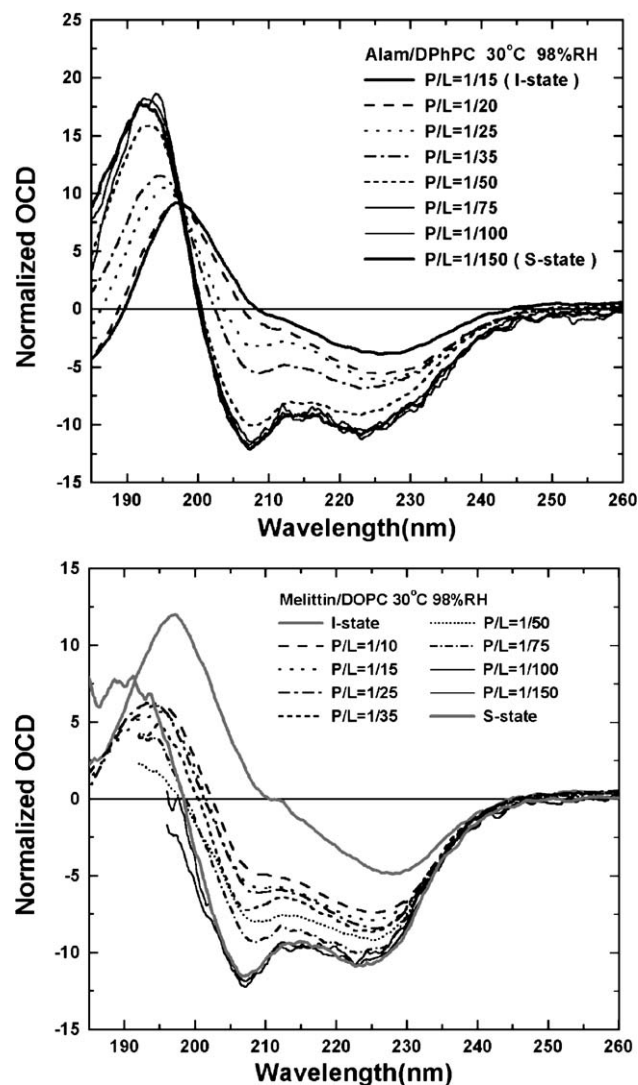 Alam/DPhPC 30°C 98%RH
P/L=1/15 ( I-state )
P/L=1/20
P/L=1/25
P/L=1/35
P/L=1/50
P/L=1/75
P/L=1/100
P/L=1/150 ( S-state )
Normalized OCD
25
20
15
10
5
0
-5
-10
-15
190 200 210 220 230 240 250 260
Wavelength(nm)
Melittin/DOPC 30°C 98%RH
I-state P/L=1/50
P/L=1/10 P/L=1/75
P/L=1/15 P/L=1/100
P/L=1/25 P/L=1/150
P/L=1/35 S-state
Normalized OCD
15
10
5
0
-5
-10
-15
190 200 210 220 230 240 250 260
Wavelength(nm)